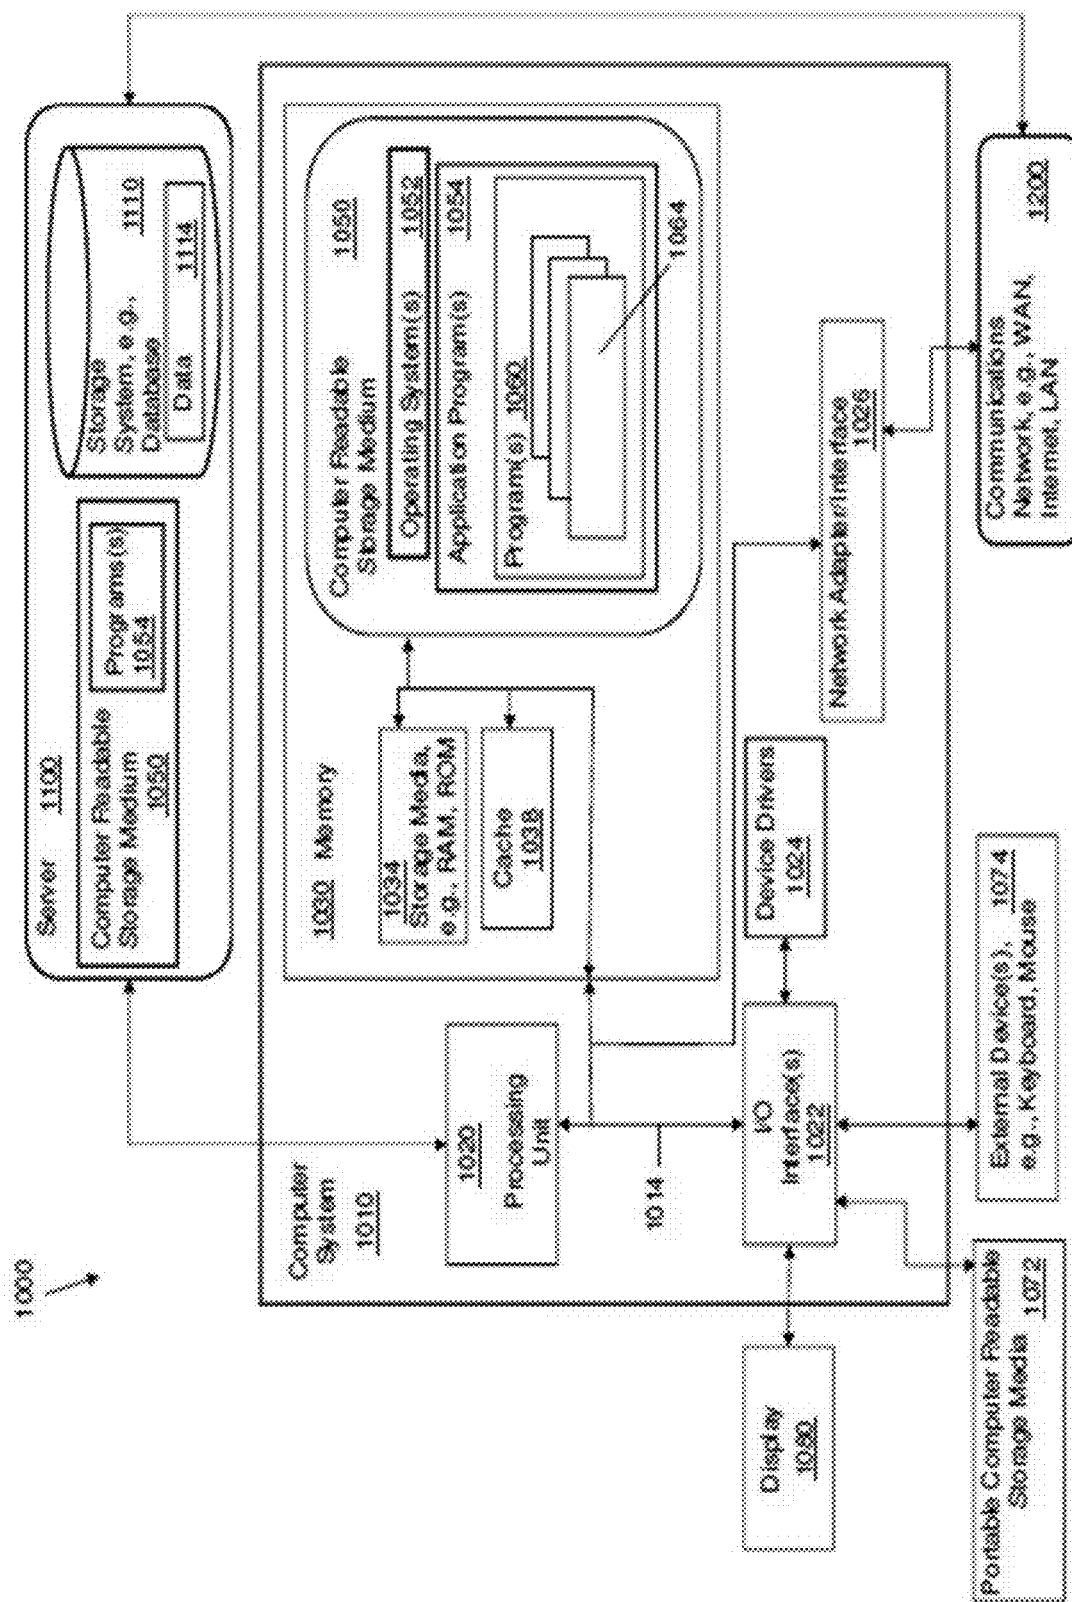 1000
Server 1100
Computer Readable
Storage Medium
1050
Programs(s)
1054
Storage
System, e.g.,
Database
1110
Data 1114
Computer
System
1010
1020
Processing
Unit
1030 Memory
1034
Storage Media,
e.g., RAM, ROM
Cache
1038
Computer Readable
Storage Medium
1050
Operating System(s) 1052
Application Program(s) 1054
Program(s) 1060
1064
1014
I/O
Interface(s)
1022
Device Drivers
1024
Network Adapter/Interface
1026
Display
1080
Portable Computer Readable
Storage Media 1072
External Device(s), 1074
e.g., Keyboard, Mouse
Communications
Network, e.g., WAN,
Internet, LAN
1200